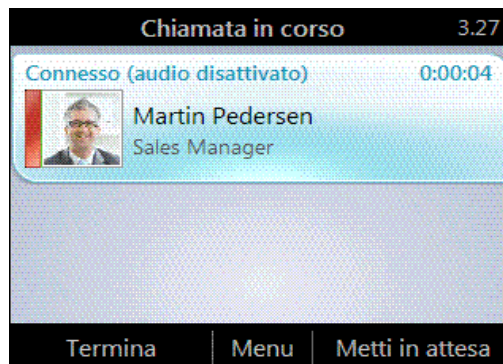 Chiamata in corso 3.27
Connesso (audio disattivato) 0:00:04
Martin Pedersen
Sales Manager
Termina Menu Metti in attesa